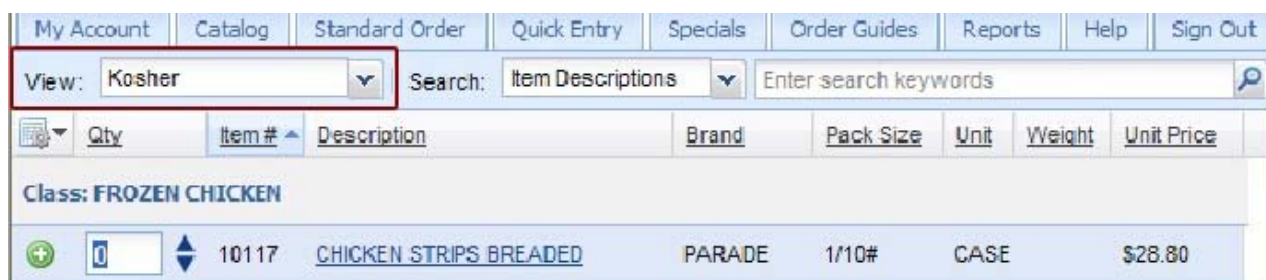 My Account Catalog Standard Order Quick Entry Specials Order Guides Reports Help Sign Out
View: Kosher Search: Item Descriptions Enter search keywords
Qty Item # Description Brand Pack Size Unit Weight Unit Price
Class: FROZEN CHICKEN
0 10117 CHICKEN STRIPS BREADED PARADE 1/10# CASE $28.80